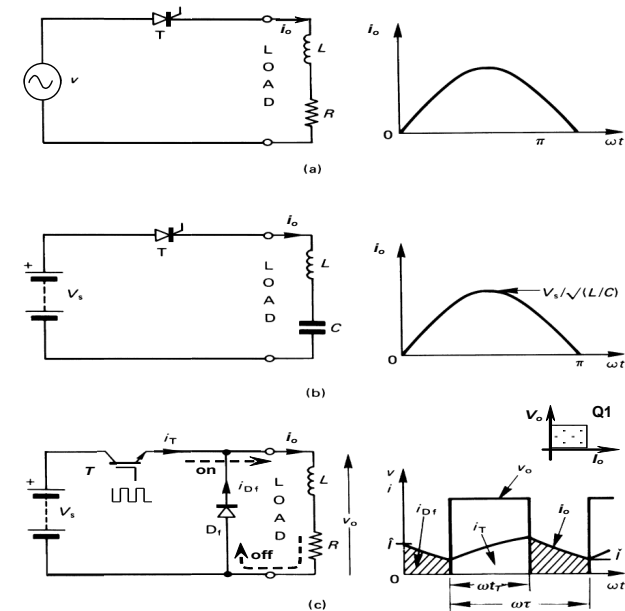 T
i_o
L
L
O
A
D
R
v
i_o
0
π
ωt
(a)
T
i_o
+
V_s
L
L
O
A
D
C
i_o
V_s/√(L/C)
0
π
ωt
(b)
T
i_T
i_o
on
+
V_s
i_Df
D_f
L
O
A
D
L
R
off
v_o
V_o
Q1
I_o
v
i
v_o
i_Df
i_T
i_o
Î
Ǐ
0
ωt_T
ωt
ωτ
(c)